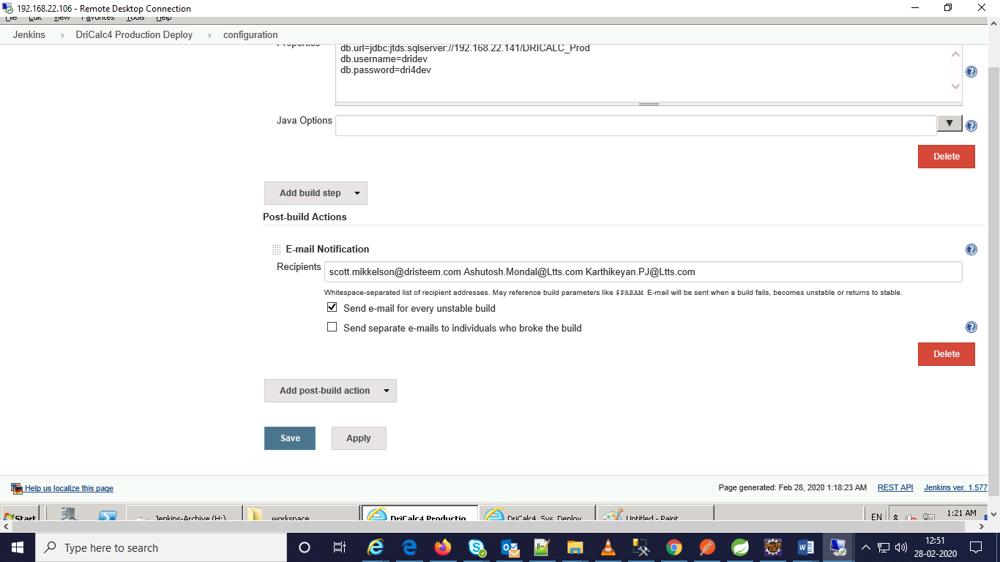 192.168.22.106 - Remote Desktop Connection
File Edit View Favorites Tools Help
Jenkins DriCalc4 Production Deploy configuration
Properties
db.url=jdbc:jtds:sqlserver://192.168.22.141/DRICALC_Prod
db.username=dridev
db.password=dri4dev
Java Options
Delete
Add build step
Post-build Actions
E-mail Notification
Recipients scott.mikkelson@dristeem.com Ashutosh.Mondal@Ltts.com Karthikeyan.PJ@Ltts.com
Whitespace-separated list of recipient addresses. May reference build parameters like $PARAM. E-mail will be sent when a build fails, becomes unstable or returns to stable.
Send e-mail for every unstable build
Send separate e-mails to individuals who broke the build
Delete
Add post-build action
Save Apply
Help us localize this page
Page generated: Feb 28, 2020 1:18:23 AM REST API Jenkins ver. 1.577
Start Jenkins-Archive (H:) workspace DriCalc4 Productio... DriCalc4_Sys_Deploy... Untitled - Paint EN 1:21 AM
Type here to search
12:51
28-02-2020